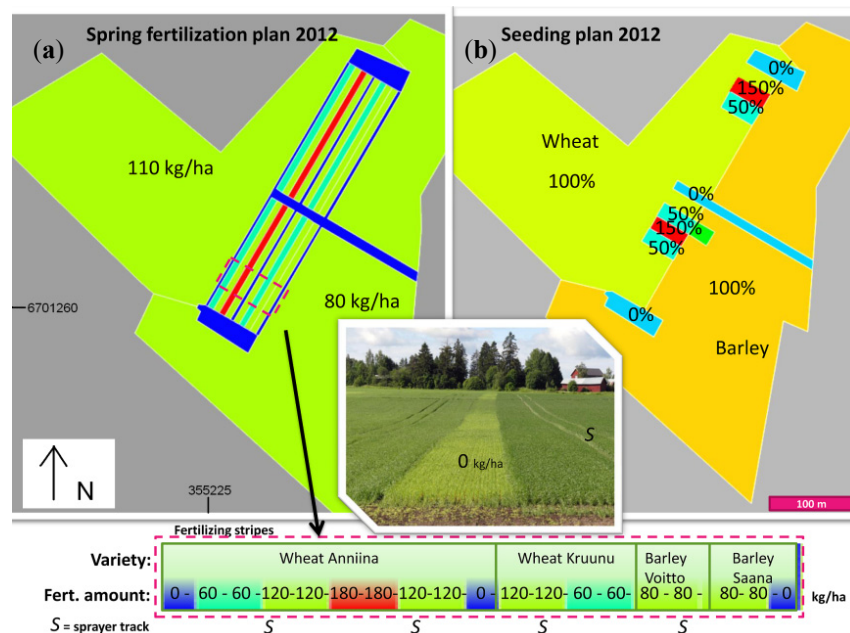 (a) Spring fertilization plan 2012
110 kg/ha
80 kg/ha
6701260
355225
N
(b) Seeding plan 2012
0%
150%
50%
Wheat
100%
0%
50%
150%
50%
0%
100%
Barley
100 m
S
0 kg/ha
Fertilizing stripes
Variety: Wheat Anniina Wheat Kruunu Barley Voitto Barley Saana
Fert. amount: 0 - 60 - 60 -120-120-180-180-120-120- 0 -120-120-60-60- 80 - 80 - 80- 80 - 0 kg/ha
S = sprayer track S S S S